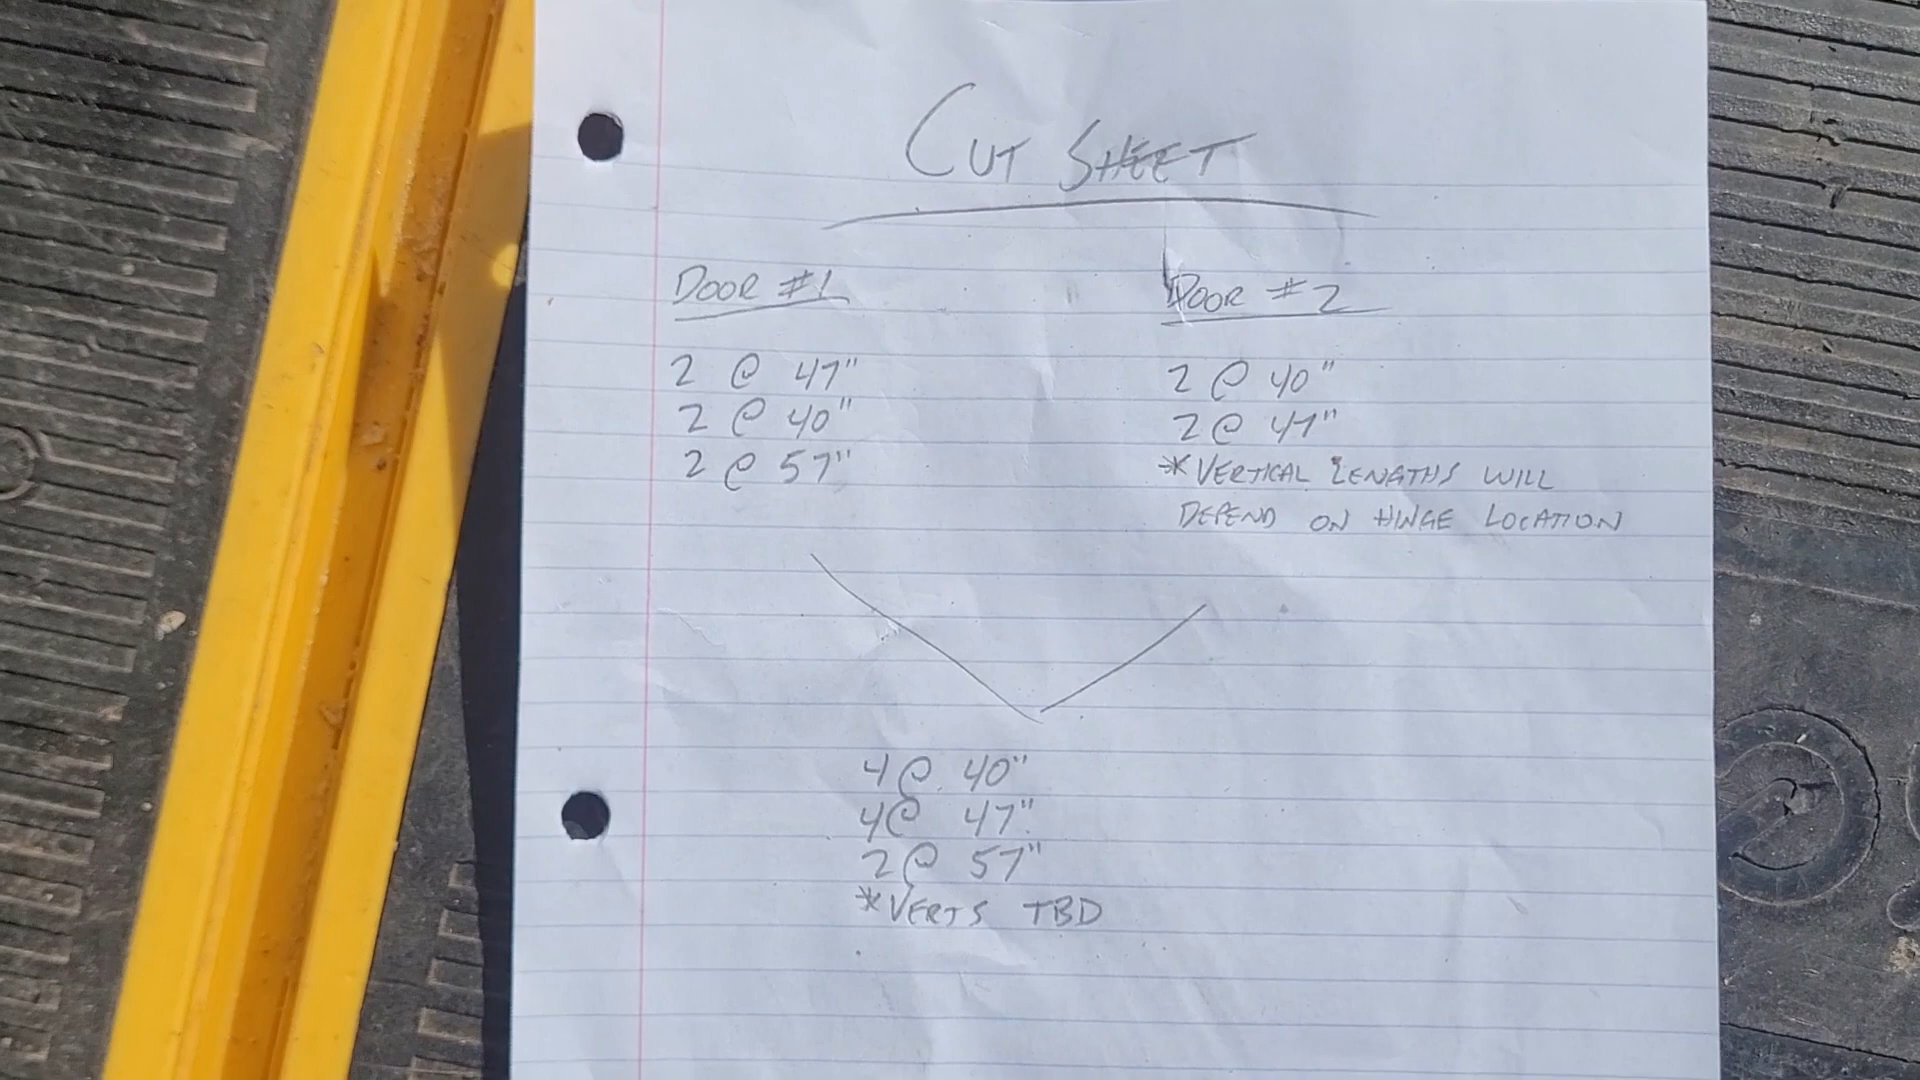 CUT SHEET
DOOR #1
2 @ 47"
2 @ 40"
2 @ 57"
DOOR #2
2 @ 40"
2 @ 47"
*VERTICAL LENGTHS WILL
DEPEND ON HINGE LOCATION
4 @ 40"
4 @ 47"
2 @ 57"
*VERTS TBD